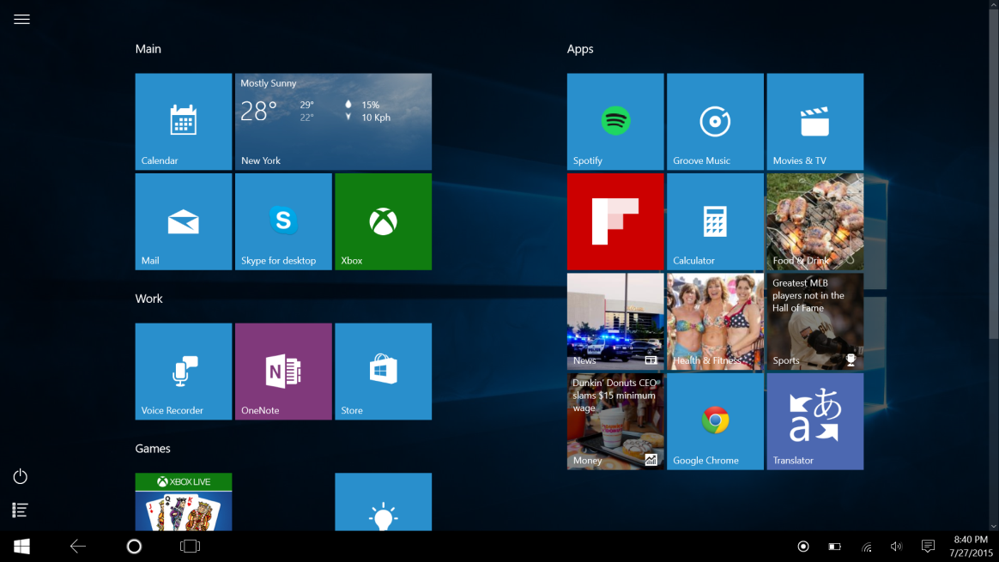 Main
Mostly Sunny
28°
29°
22°
15%
10 Kph
Calendar
New York
Mail
S
Skype for desktop
Xbox
Work
Voice Recorder
N
OneNote
Store
Games
XBOX LIVE
J
Q
K
Apps
Spotify
Groove Music
Movies & TV
Calculator
Food & Drink
News
Health & Fitness
Greatest MLB
players not in the
Hall of Fame
Sports
Dunkin' Donuts CEO
slams $15 minimum
wage
Money
Google Chrome
あ
a
Translator
8:40 PM
7/27/2015